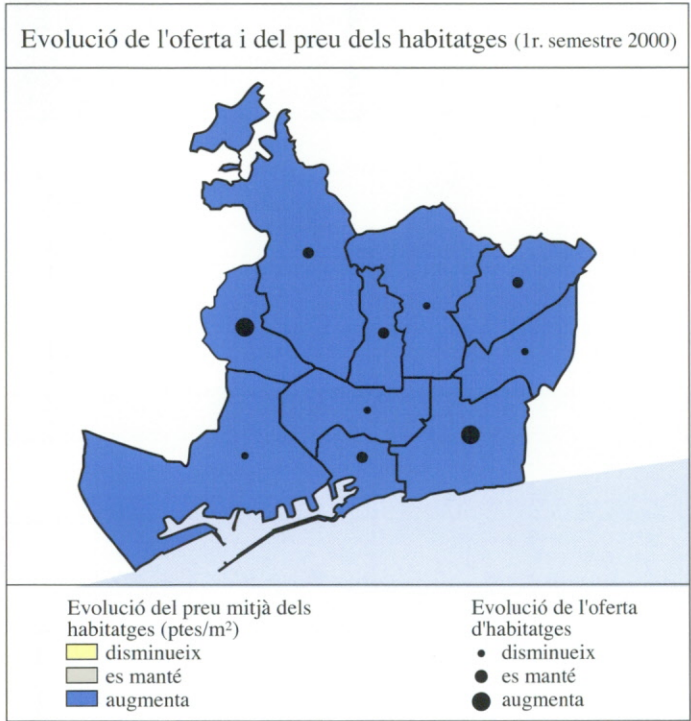 Evolució de l'oferta i del preu dels habitatges (1r. semestre 2000)
Evolució del preu mitjà dels
habitatges (ptes/m²)
disminueix
es manté
augmenta
Evolució de l'oferta
d'habitatges
disminueix
es manté
augmenta